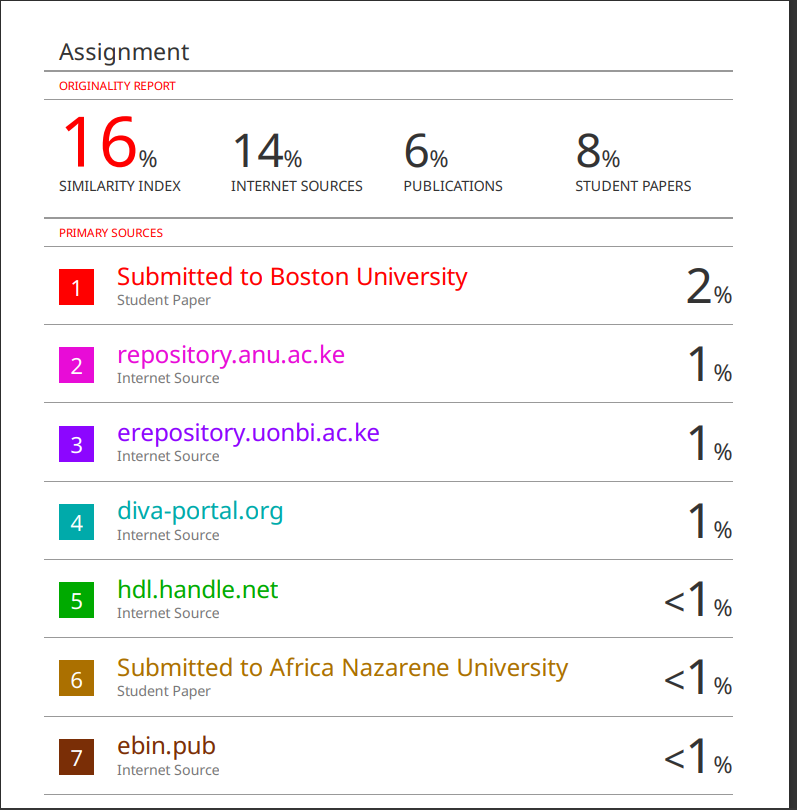 Assignment
ORIGINALITY REPORT
16% 14% 6% 8%
SIMILARITY INDEX INTERNET SOURCES PUBLICATIONS STUDENT PAPERS
PRIMARY SOURCES
1 Submitted to Boston University 2%
Student Paper
2 repository.anu.ac.ke 1%
Internet Source
3 erepository.uonbi.ac.ke 1%
Internet Source
4 diva-portal.org 1%
Internet Source
5 hdl.handle.net <1%
Internet Source
6 Submitted to Africa Nazarene University <1%
Student Paper
7 ebin.pub <1%
Internet Source